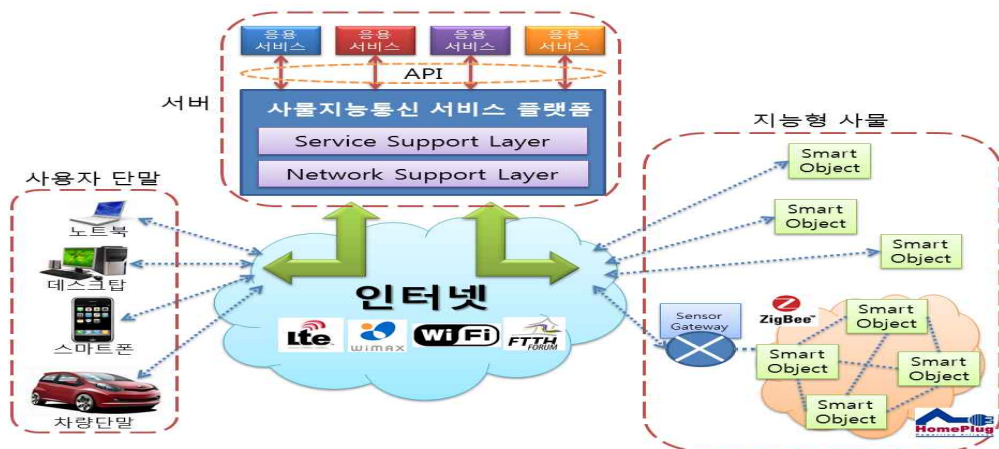 응용
서비스
응용
서비스
응용
서비스
응용
서비스
API
서버
사물지능통신 서비스 플랫폼
Service Support Layer
Network Support Layer
사용자 단말
노트북
데스크탑
스마트폰
차량단말
인터넷
Lte
WiMAX
WiFi
FTTH
FORUM
지능형 사물
Smart
Object
Smart
Object
Smart
Object
Sensor
Gateway
ZigBee™
Smart
Object
Smart
Object
Smart
Object
Smart
Object
HomePlug